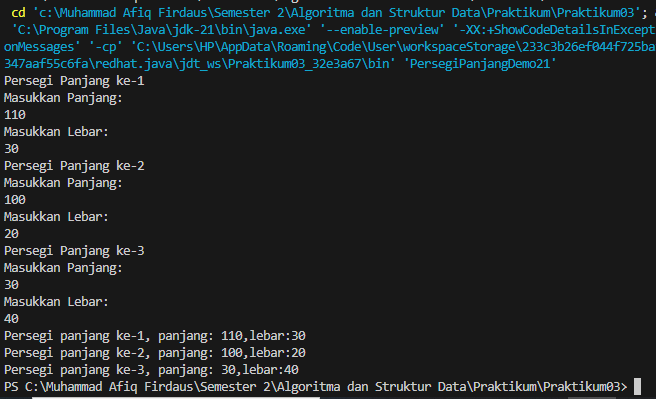 cd 'c:\Muhammad Afiq Firdaus\Semester 2\Algoritma dan Struktur Data\Praktikum\Praktikum03';
'C:\Program Files\Java\jdk-21\bin\java.exe' '--enable-preview' '-XX:+ShowCodeDetailsInExcept
onMessages' '-cp' 'C:\Users\HP\AppData\Roaming\Code\User\workspaceStorage\233c3b26ef044f725ba
347aaf55c6fa\redhat.java\jdt_ws\Praktikum03_32e3a67\bin' 'PersegiPanjangDemo21'
Persegi Panjang ke-1
Masukkan Panjang:
110
Masukkan Lebar:
30
Persegi Panjang ke-2
Masukkan Panjang:
100
Masukkan Lebar:
20
Persegi Panjang ke-3
Masukkan Panjang:
30
Masukkan Lebar:
40
Persegi panjang ke-1, panjang: 110,lebar:30
Persegi panjang ke-2, panjang: 100,lebar:20
Persegi panjang ke-3, panjang: 30,lebar:40
PS C:\Muhammad Afiq Firdaus\Semester 2\Algoritma dan Struktur Data\Praktikum\Praktikum03>